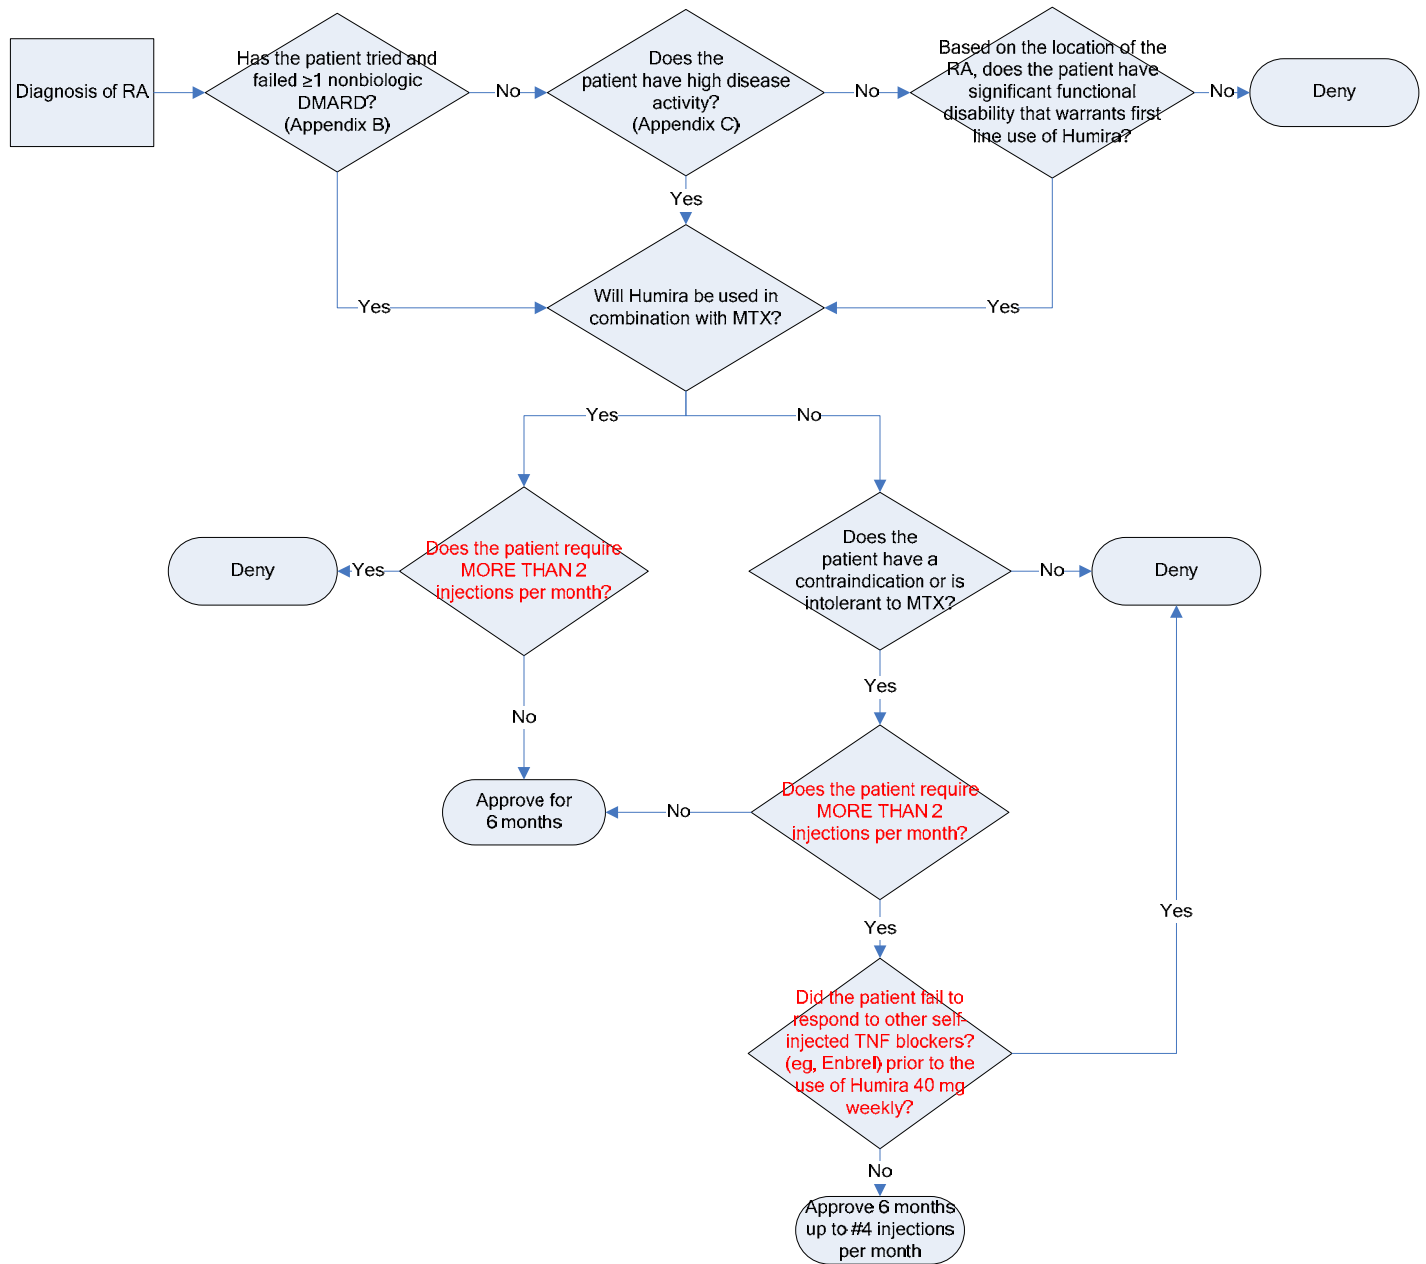 Diagnosis of RA
Has the patient tried and
failed ≥1 nonbiologic
DMARD?
(Appendix B)
No
Does the
patient have high disease
activity?
(Appendix C)
No
Based on the location of the
RA, does the patient have
significant functional
disability that warrants first
line use of Humira?
No
Deny
Yes
Yes
Yes
Will Humira be used in
combination with MTX?
Yes
No
Does the patient require
MORE THAN 2
injections per month?
Yes
Deny
No
Does the
patient have a
contraindication or is
intolerant to MTX?
No
Deny
Yes
Approve for
6 months
No
Does the patient require
MORE THAN 2
injections per month?
Yes
Yes
Did the patient fail to
respond to other self-
injected TNF blockers?
(eg, Enbrel) prior to the
use of Humira 40 mg
weekly?
No
Approve 6 months
up to #4 injections
per month